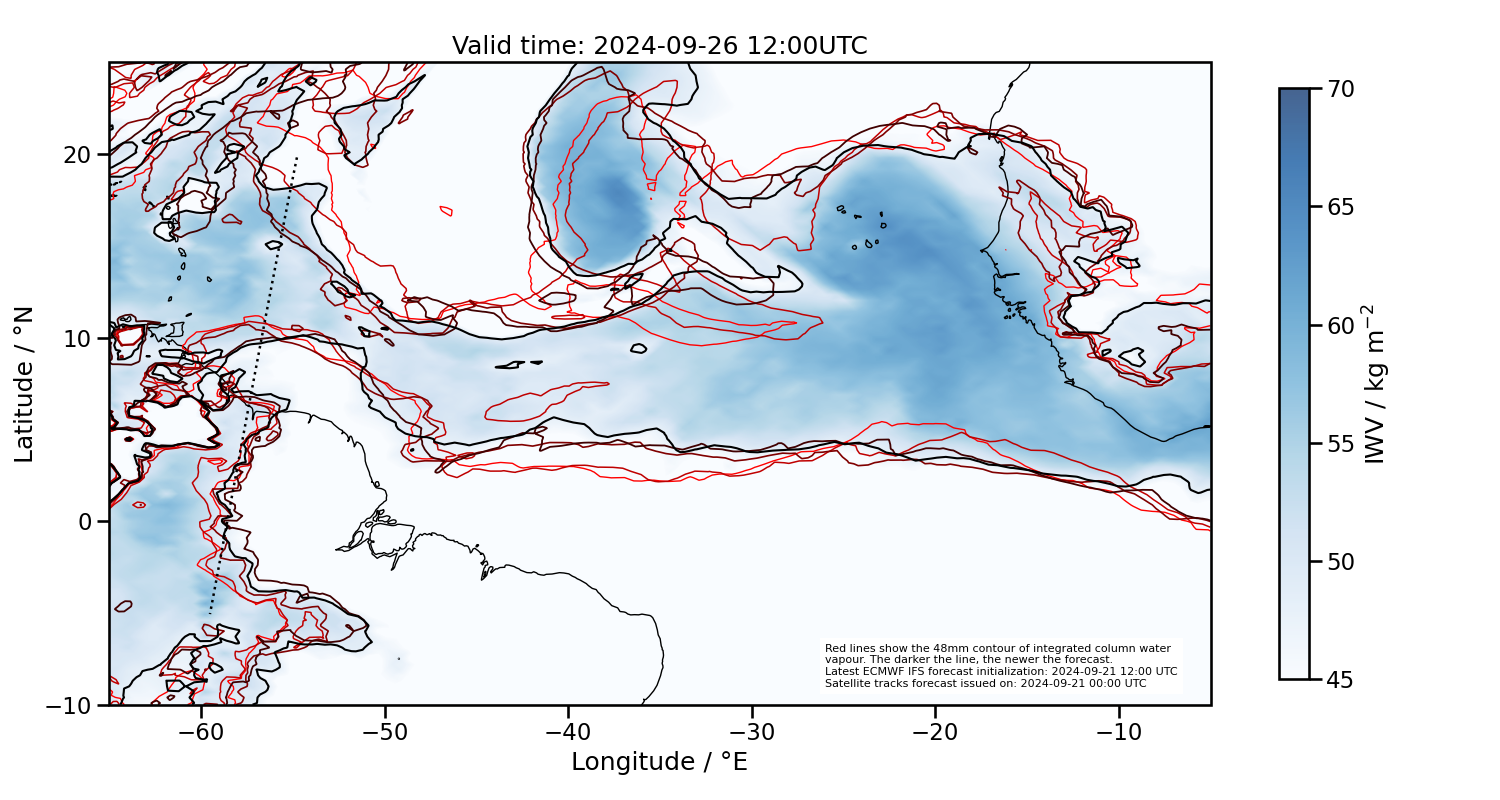 Valid time: 2024-09-26 12:00UTC
20
10
0
−10
Latitude / °N
−60
−50
−40
−30
−20
−10
Longitude / °E
70
65
60
55
50
45
IWV / kg m⁻²
Red lines show the 48mm contour of integrated column water
vapour. The darker the line, the newer the forecast.
Latest ECMWF IFS forecast initialization: 2024-09-21 12:00 UTC
Satellite tracks forecast issued on: 2024-09-21 00:00 UTC